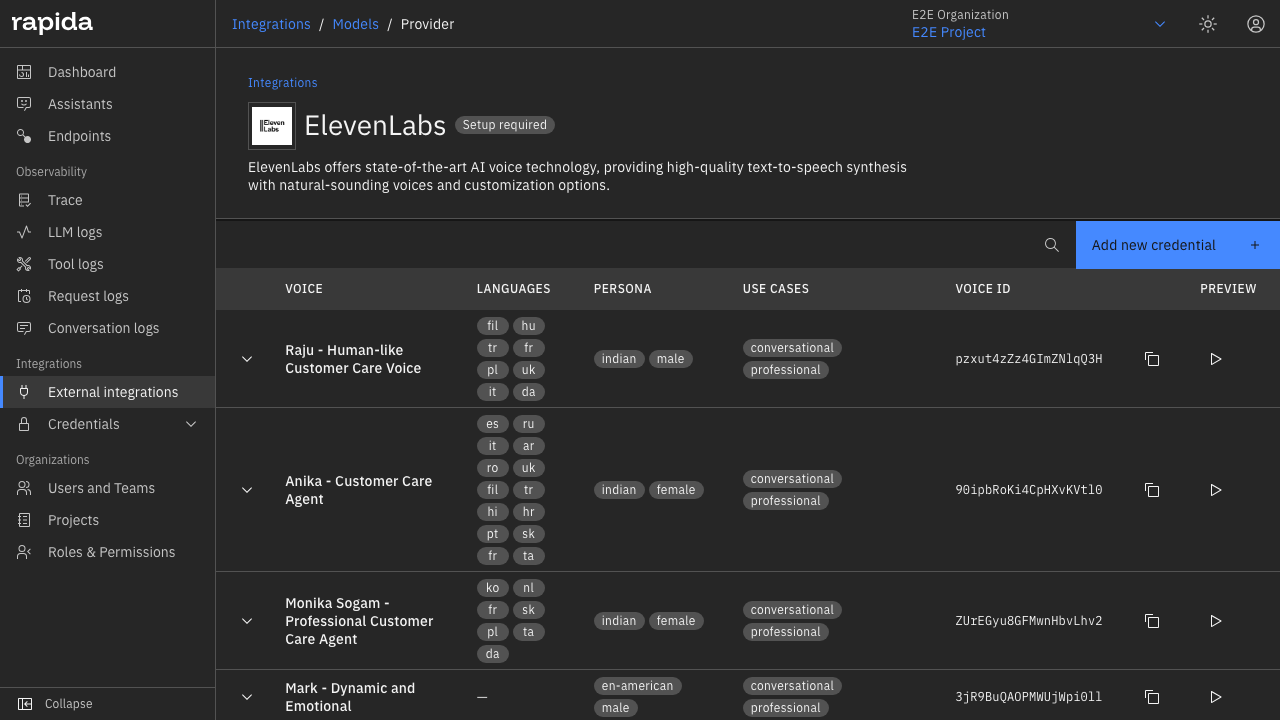 rapida
Integrations / Models / Provider
E2E Organization
E2E Project
Dashboard
Assistants
Endpoints
Observability
Trace
LLM logs
Tool logs
Request logs
Conversation logs
Integrations
External integrations
Credentials
Organizations
Users and Teams
Projects
Roles & Permissions
Collapse
Integrations
ElevenLabs
ElevenLabs Setup required
ElevenLabs offers state-of-the-art AI voice technology, providing high-quality text-to-speech synthesis
with natural-sounding voices and customization options.
Add new credential +
VOICE LANGUAGES PERSONA USE CASES VOICE ID PREVIEW
Raju - Human-like
Customer Care Voice
fil hu
tr fr
pl uk
it da
indian male
conversational
professional
pzxut4zZz4GImZNlqQ3H
Anika - Customer Care
Agent
es ru
it ar
ro uk
fil tr
hi hr
pt sk
fr ta
indian female
conversational
professional
90ipbRoKi4CpHXvKVtl0
Monika Sogam -
Professional Customer
Care Agent
ko nl
fr sk
pl ta
da
indian female
conversational
professional
ZUrEGyu8GFMwnHbvLhv2
Mark - Dynamic and
Emotional
—
en-american
male
conversational
professional
3jR9BuQAOPMWUjWpi0ll